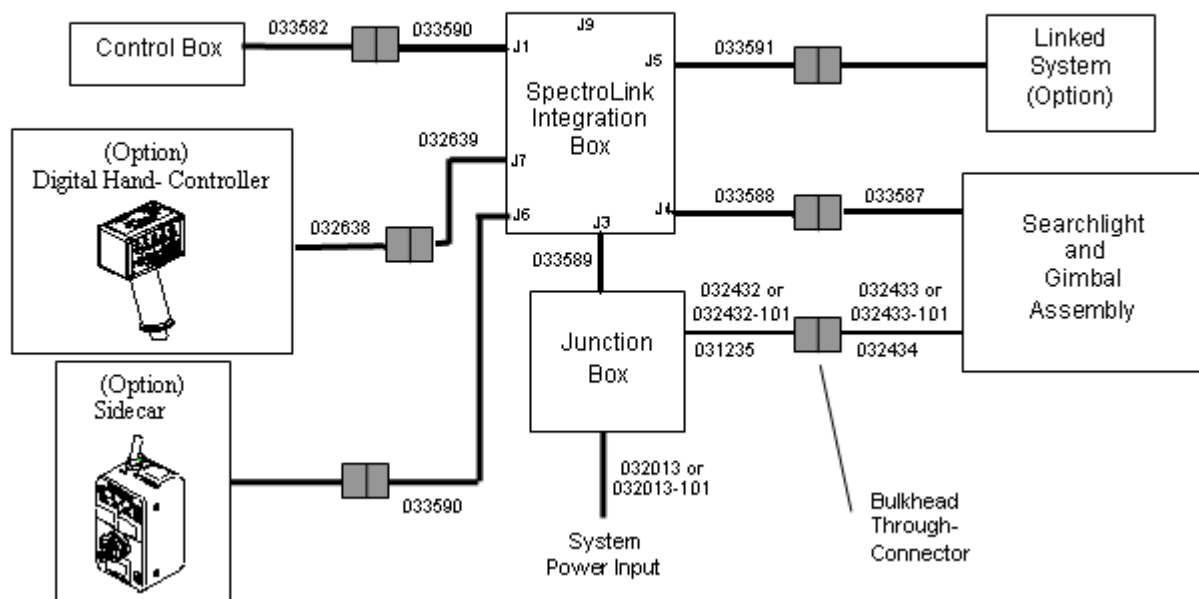 033582
033590
Control Box
J9
J1
J5
SpectroLink
Integration
Box
J7
J6
J3
J4
033591
Linked
System
(Option)
(Option)
Digital Hand- Controller
032639
032638
033588
033587
Searchlight
and
Gimbal
Assembly
033589
Junction
Box
032432 or
032432-101
031235
032433 or
032433-101
032434
(Option)
Sidecar
033590
032013 or
032013-101
System
Power Input
Bulkhead
Through-
Connector